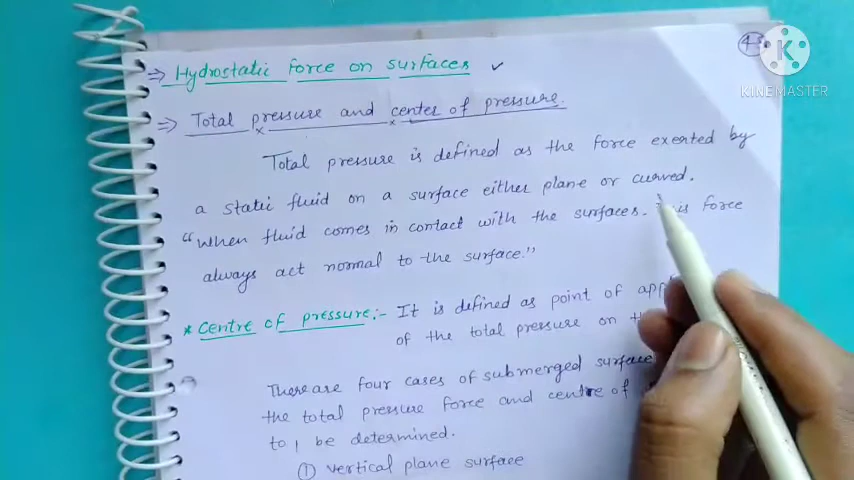 ⇒ Hydrostatic force on surfaces ✓
⇒ Total pressure and center of pressure.
Total pressure is defined as the force exerted by
a static fluid on a surface either plane or curved.
"When fluid comes in contact with the surfaces. This force
always act normal to the surface."
* Centre of pressure:- It is defined as point of
of the total pressure on
There are four cases of submerged surface
the total pressure force and centre of
to be determined.
① vertical plane surface
K
KINEMASTER